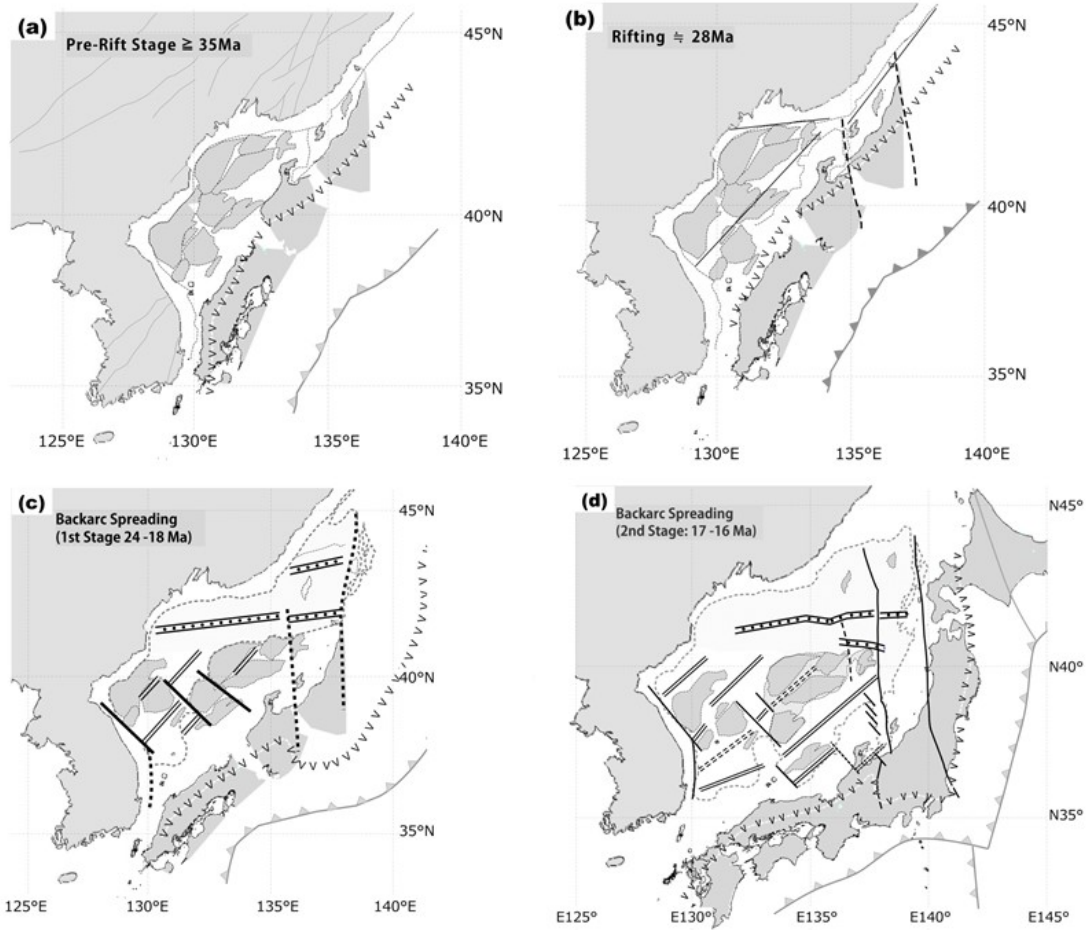 (a)
Pre-Rift Stage ≧ 35Ma
45°N
40°N
35°N
125°E
130°E
135°E
140°E
(b)
Rifting ≒ 28Ma
45°N
40°N
35°N
125°E
130°E
135°E
140°E
(c)
Backarc Spreading
(1st Stage 24 -18 Ma)
45°N
40°N
35°N
125°E
130°E
135°E
140°E
(d)
Backarc Spreading
(2nd Stage: 17 -16 Ma)
N45°
N40°
N35°
E125°
E130°
E135°
E140°
E145°